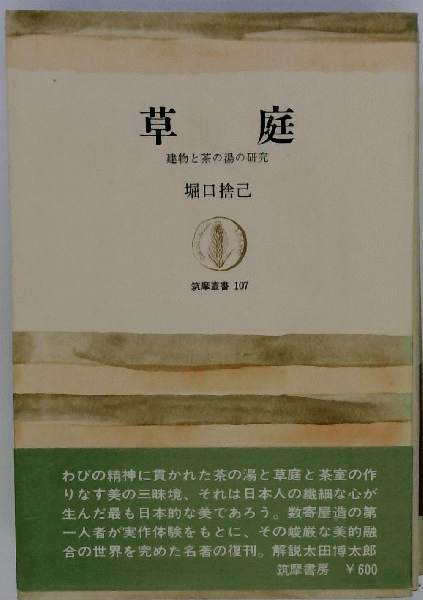 草庭
建物と茶の湯の研究
堀口捨己
筑摩叢書 107
わびの精神に貫かれた茶の湯と草庭と茶室の作
りなす美の三昧境、それは日本人の繊細な心が
生んだ最も日本的な美であろう。数寄屋造の第
一人者が実作体験をもとに、その峻厳な美的融
合の世界を究めた名著の復刊。解説太田博太郎
筑摩書房 ￥600